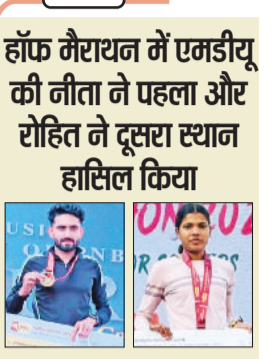 हॉफ मैराथन में एमडीयू
की नीता ने पहला और
रोहित ने दूसरा स्थान
हासिल किया